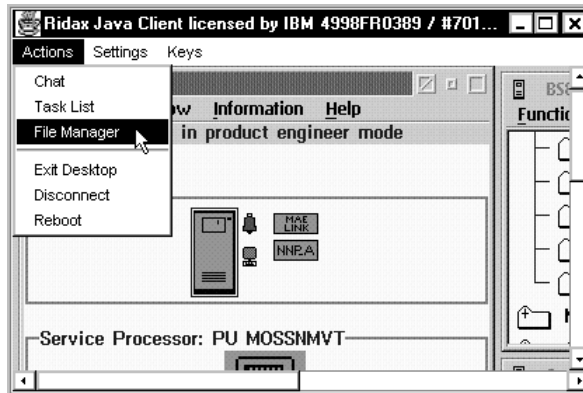 Ridax Java Client licensed by IBM 4998FR0389 / #701...
Actions Settings Keys
Chat
Task List
File Manager
Exit Desktop
Disconnect
Reboot
Information Help
in product engineer mode
MAE
LINK
NNP.A
Service Processor: PU MOSSNMVT